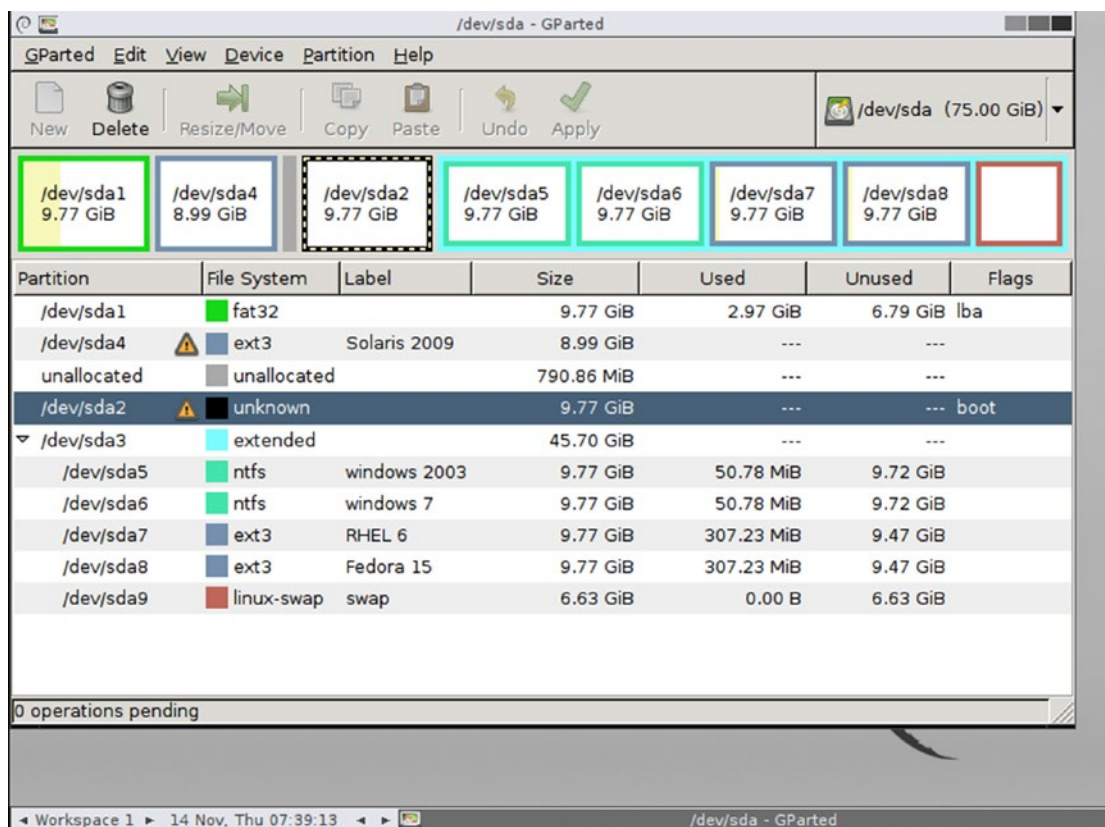 /dev/sda - GParted
GParted Edit View Device Partition Help
New Delete Resize/Move Copy Paste Undo Apply /dev/sda (75.00 GiB)
/dev/sda1 /dev/sda4 /dev/sda2 /dev/sda5 /dev/sda6 /dev/sda7 /dev/sda8
9.77 GiB 8.99 GiB 9.77 GiB 9.77 GiB 9.77 GiB 9.77 GiB 9.77 GiB
Partition File System Label Size Used Unused Flags
/dev/sda1 fat32 9.77 GiB 2.97 GiB 6.79 GiB lba
/dev/sda4 ext3 Solaris 2009 8.99 GiB --- ---
unallocated unallocated 790.86 MiB --- ---
/dev/sda2 unknown 9.77 GiB --- --- boot
/dev/sda3 extended 45.70 GiB --- ---
/dev/sda5 ntfs windows 2003 9.77 GiB 50.78 MiB 9.72 GiB
/dev/sda6 ntfs windows 7 9.77 GiB 50.78 MiB 9.72 GiB
/dev/sda7 ext3 RHEL 6 9.77 GiB 307.23 MiB 9.47 GiB
/dev/sda8 ext3 Fedora 15 9.77 GiB 307.23 MiB 9.47 GiB
/dev/sda9 linux-swap swap 6.63 GiB 0.00 B 6.63 GiB
0 operations pending
Workspace 1 14 Nov, Thu 07:39:13 /dev/sda - GParted